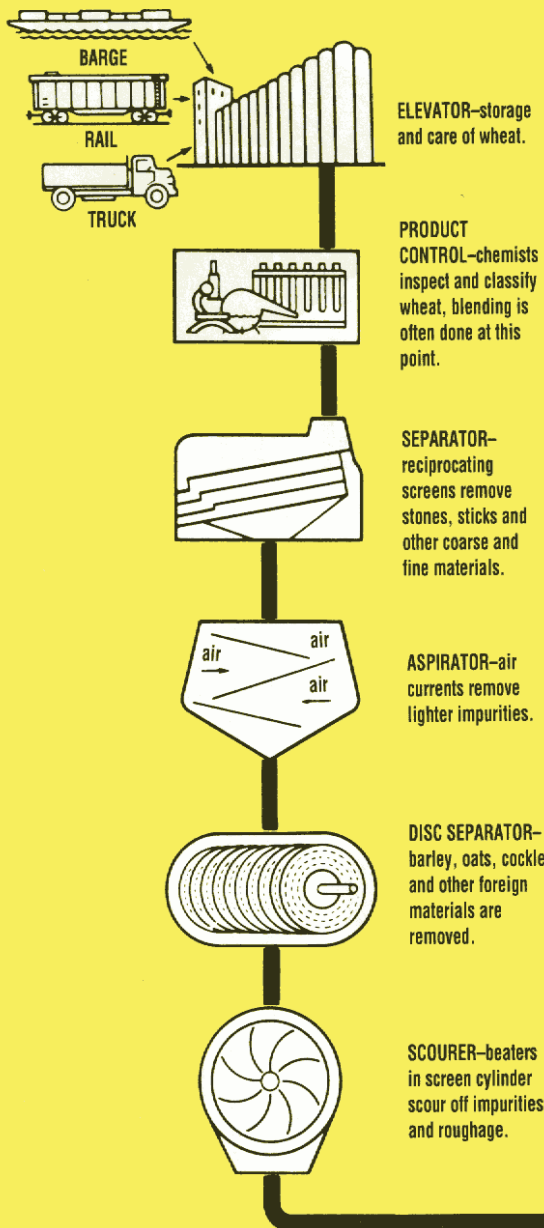 BARGE
RAIL
TRUCK
ELEVATOR–storage
and care of wheat.
PRODUCT
CONTROL–chemists
inspect and classify
wheat, blending is
often done at this
point.
SEPARATOR–
reciprocating
screens remove
stones, sticks and
other coarse and
fine materials.
air
air
air
ASPIRATOR–air
currents remove
lighter impurities.
DISC SEPARATOR–
barley, oats, cockle
and other foreign
materials are
removed.
SCOURER–beaters
in screen cylinder
scour off impurities
and roughage.